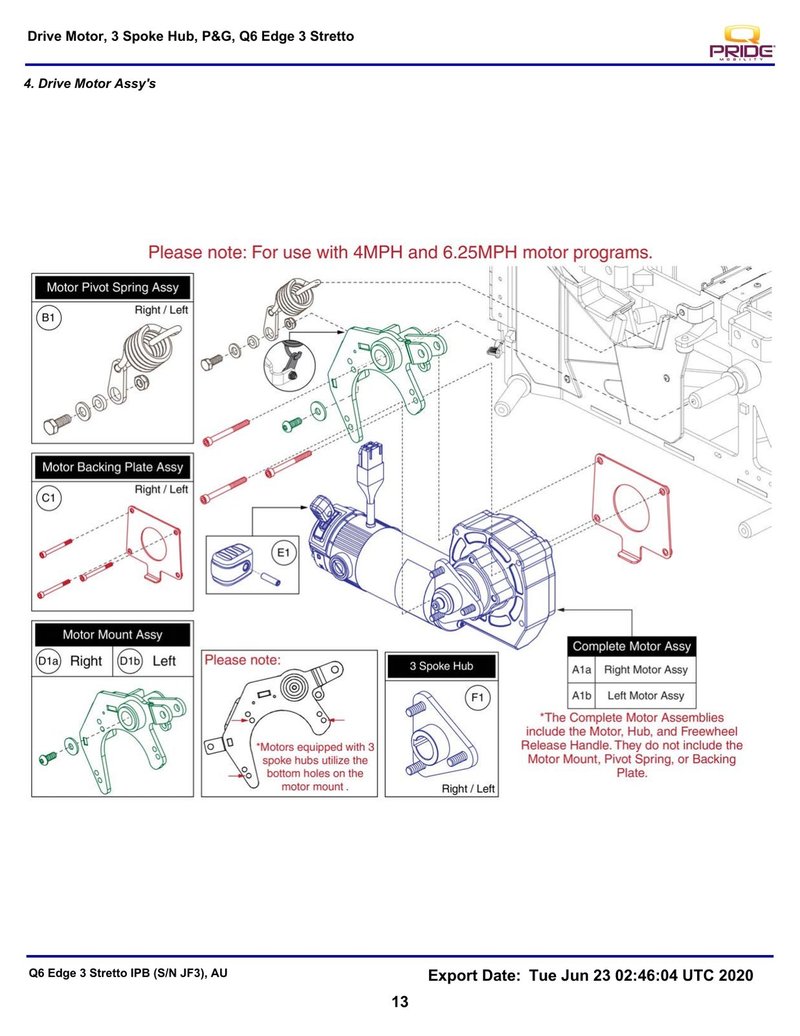 Drive Motor, 3 Spoke Hub, P&G, Q6 Edge 3 Stretto
Q
PRIDE
MOBILITY
4. Drive Motor Assy's
Please note: For use with 4MPH and 6.25MPH motor programs.
Motor Pivot Spring Assy
Right / Left
B1
Motor Backing Plate Assy
Right / Left
C1
E1
Motor Mount Assy
D1a Right D1b Left
Please note:
*Motors equipped with 3
spoke hubs utilize the
bottom holes on the
motor mount .
3 Spoke Hub
F1
Right / Left
Complete Motor Assy
A1a Right Motor Assy
A1b Left Motor Assy
*The Complete Motor Assemblies
include the Motor, Hub, and Freewheel
Release Handle. They do not include the
Motor Mount, Pivot Spring, or Backing
Plate.
Q6 Edge 3 Stretto IPB (S/N JF3), AU
Export Date: Tue Jun 23 02:46:04 UTC 2020
13